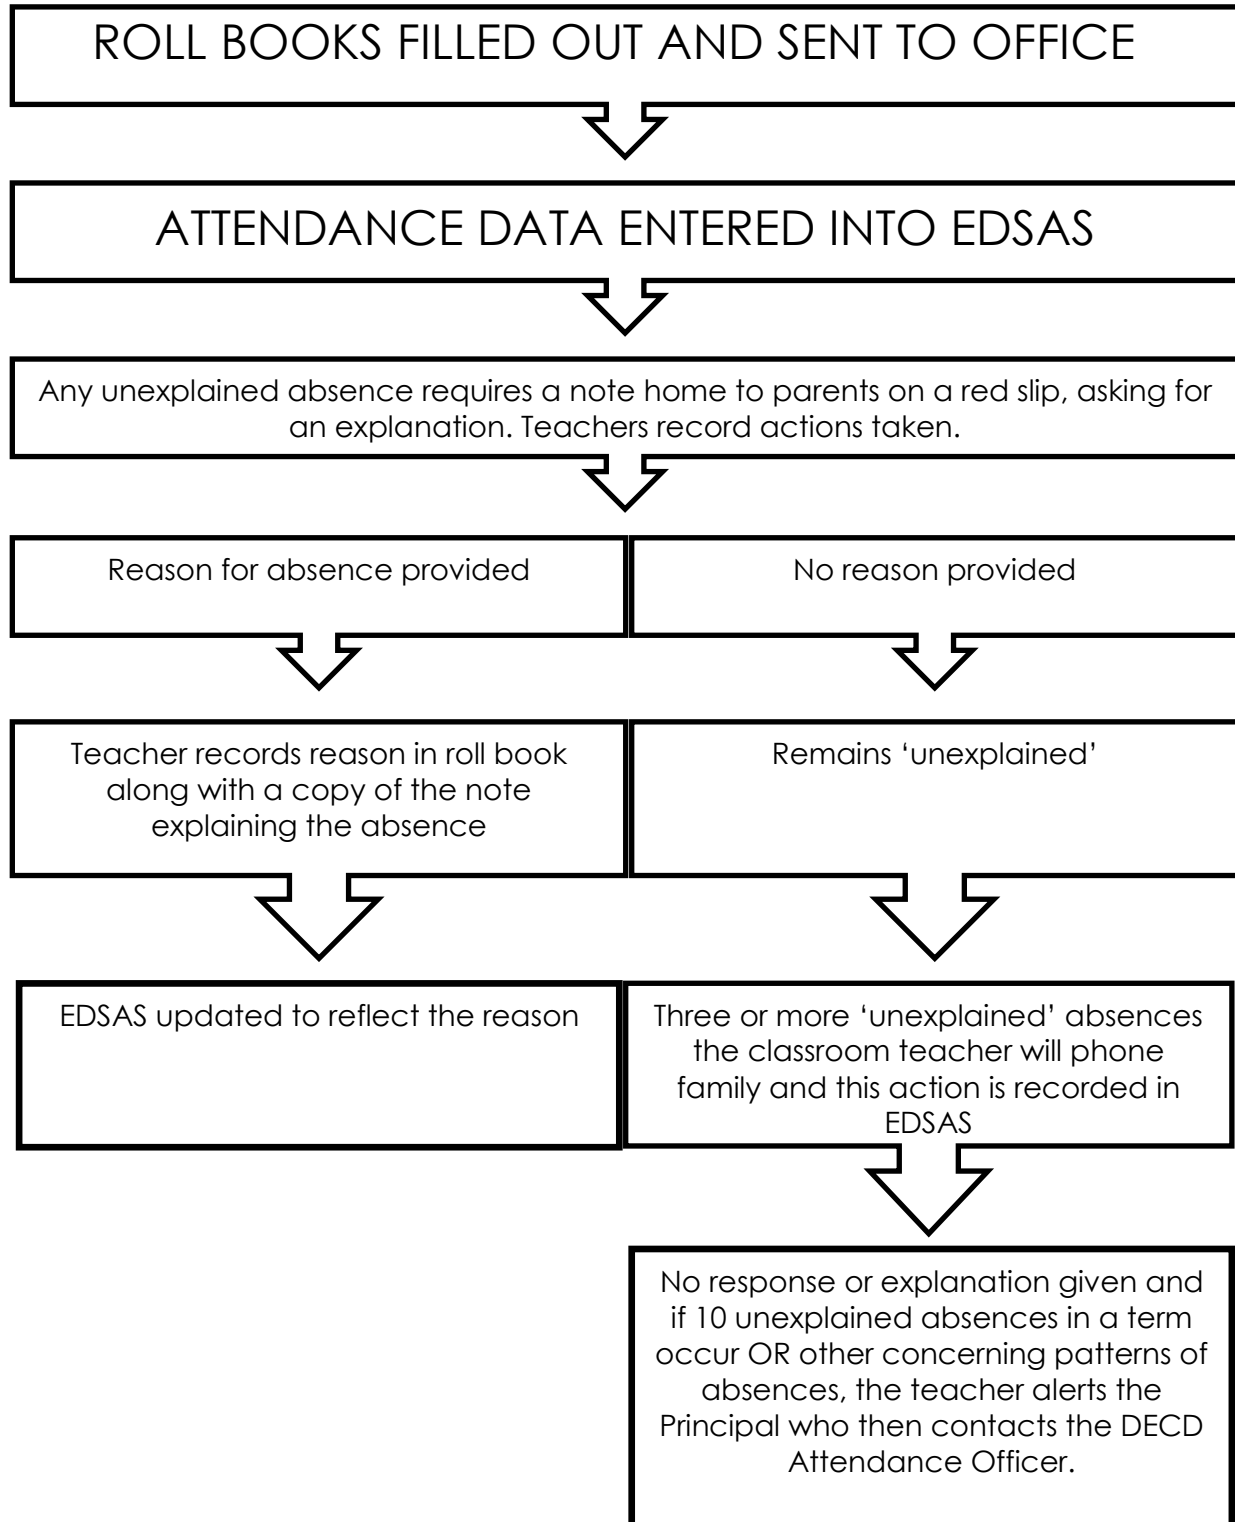 ROLL BOOKS FILLED OUT AND SENT TO OFFICE
ATTENDANCE DATA ENTERED INTO EDSAS
Any unexplained absence requires a note home to parents on a red slip, asking for
an explanation. Teachers record actions taken.
Reason for absence provided
No reason provided
Teacher records reason in roll book
along with a copy of the note
explaining the absence
Remains ‘unexplained’
EDSAS updated to reflect the reason
Three or more ‘unexplained’ absences
the classroom teacher will phone
family and this action is recorded in
EDSAS
No response or explanation given and
if 10 unexplained absences in a term
occur OR other concerning patterns of
absences, the teacher alerts the
Principal who then contacts the DECD
Attendance Officer.